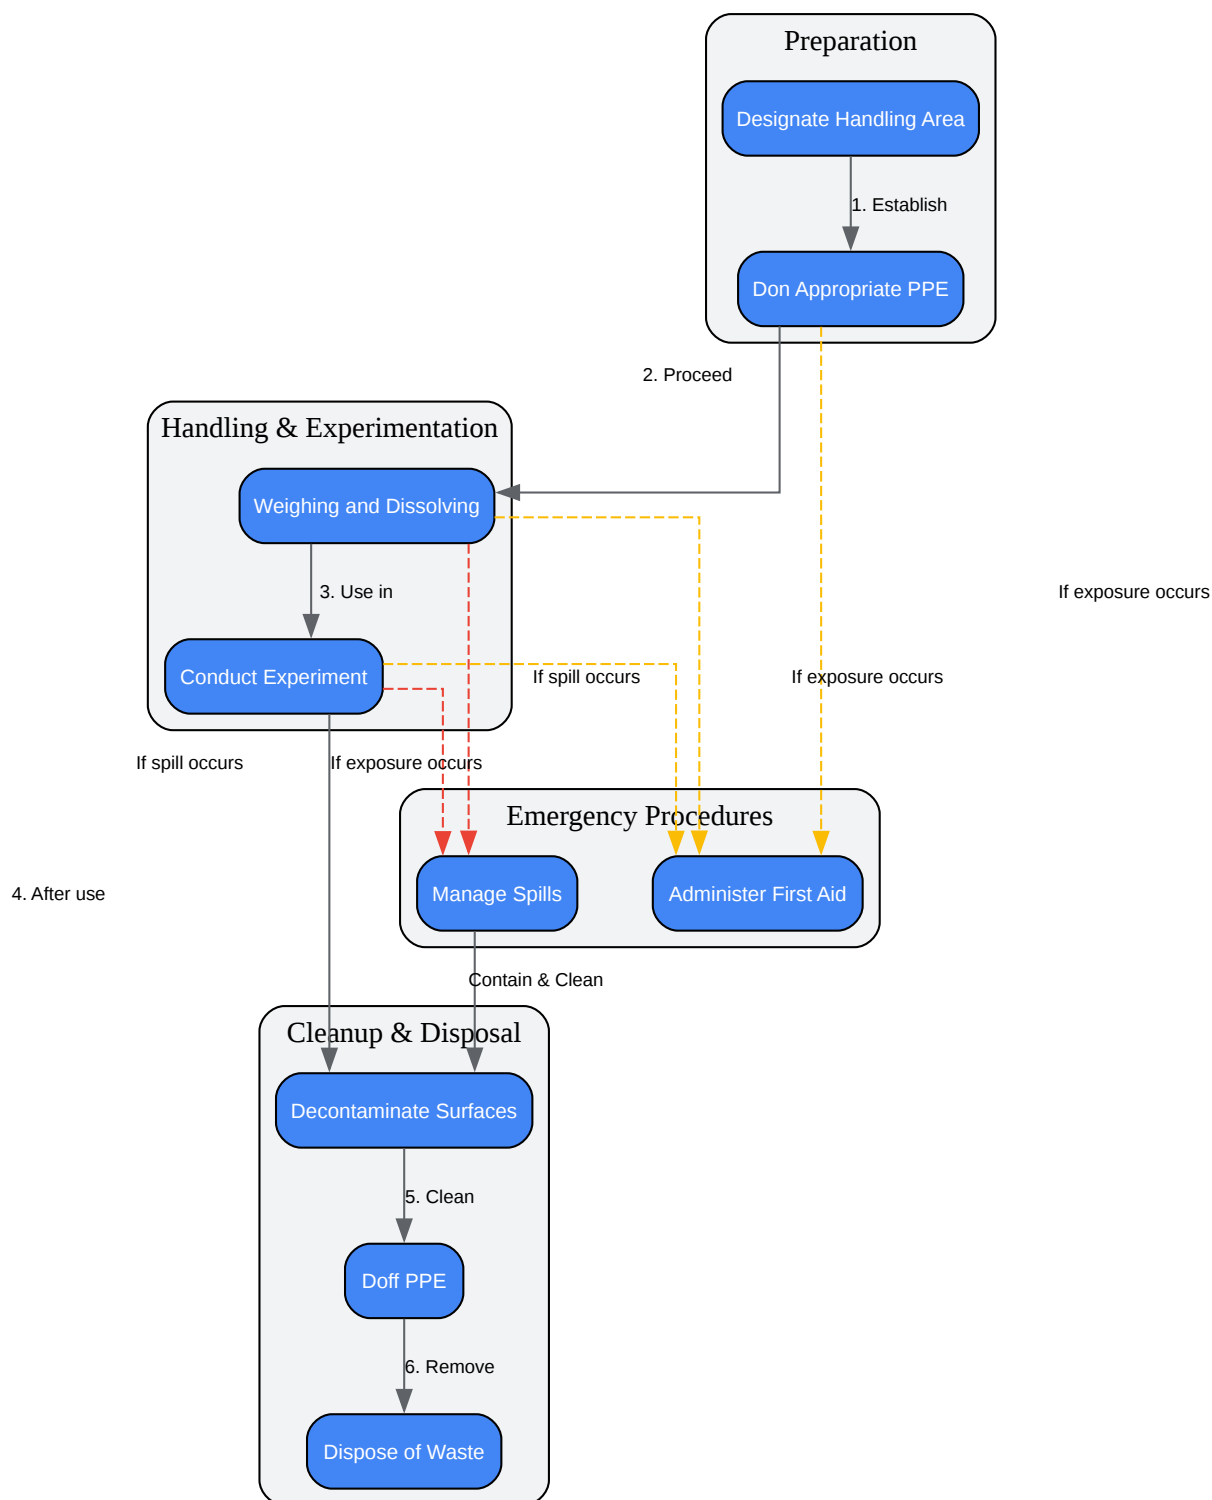 Preparation
Designate Handling Area
1. Establish
Don Appropriate PPE
2. Proceed
Handling & Experimentation
Weighing and Dissolving
3. Use in
If exposure occurs
Conduct Experiment
If spill occurs
If exposure occurs
If spill occurs
If exposure occurs
Emergency Procedures
Manage Spills
Administer First Aid
4. After use
Contain & Clean
Cleanup & Disposal
Decontaminate Surfaces
5. Clean
Doff PPE
6. Remove
Dispose of Waste